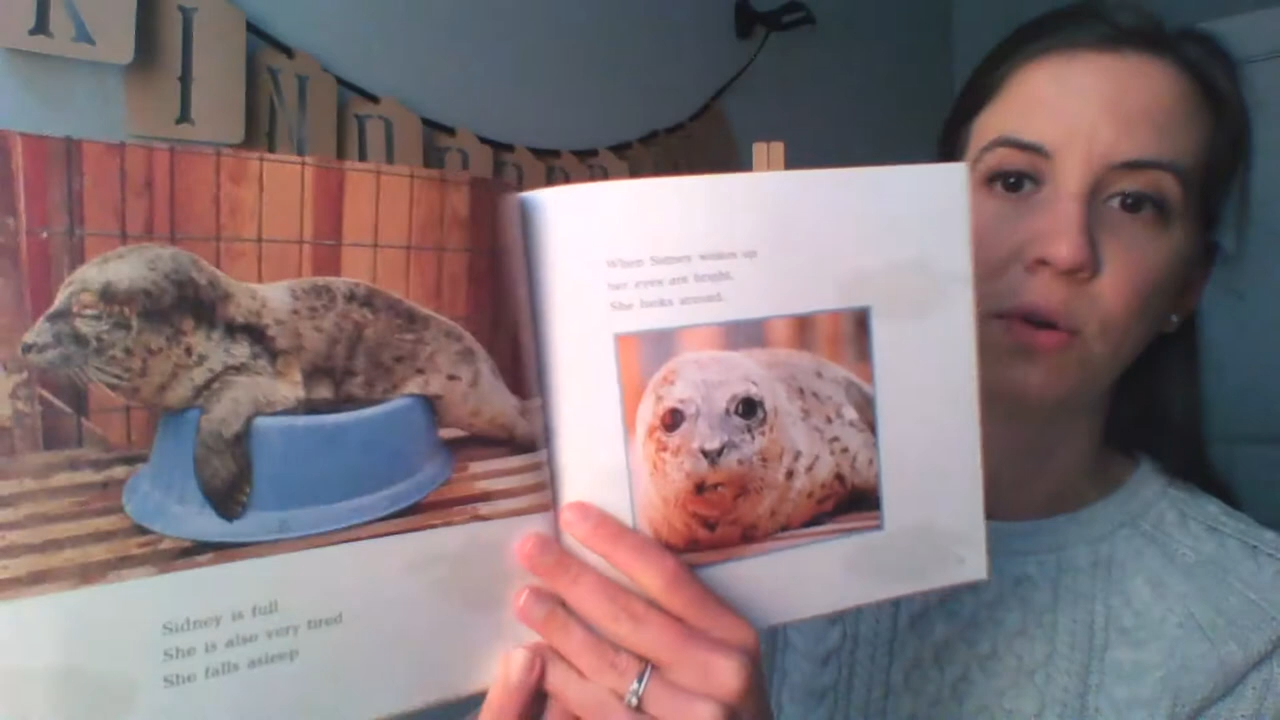 K I N D
Sidney is full
She is also very tired
She falls asleep
When Sidney wakes up
her eyes are bright.
She looks around.